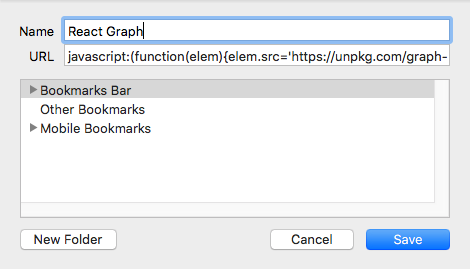 Name React Graph
URL javascript:(function(elem){elem.src='https://unpkg.com/graph-
Bookmarks Bar
Other Bookmarks
Mobile Bookmarks
New Folder Cancel Save